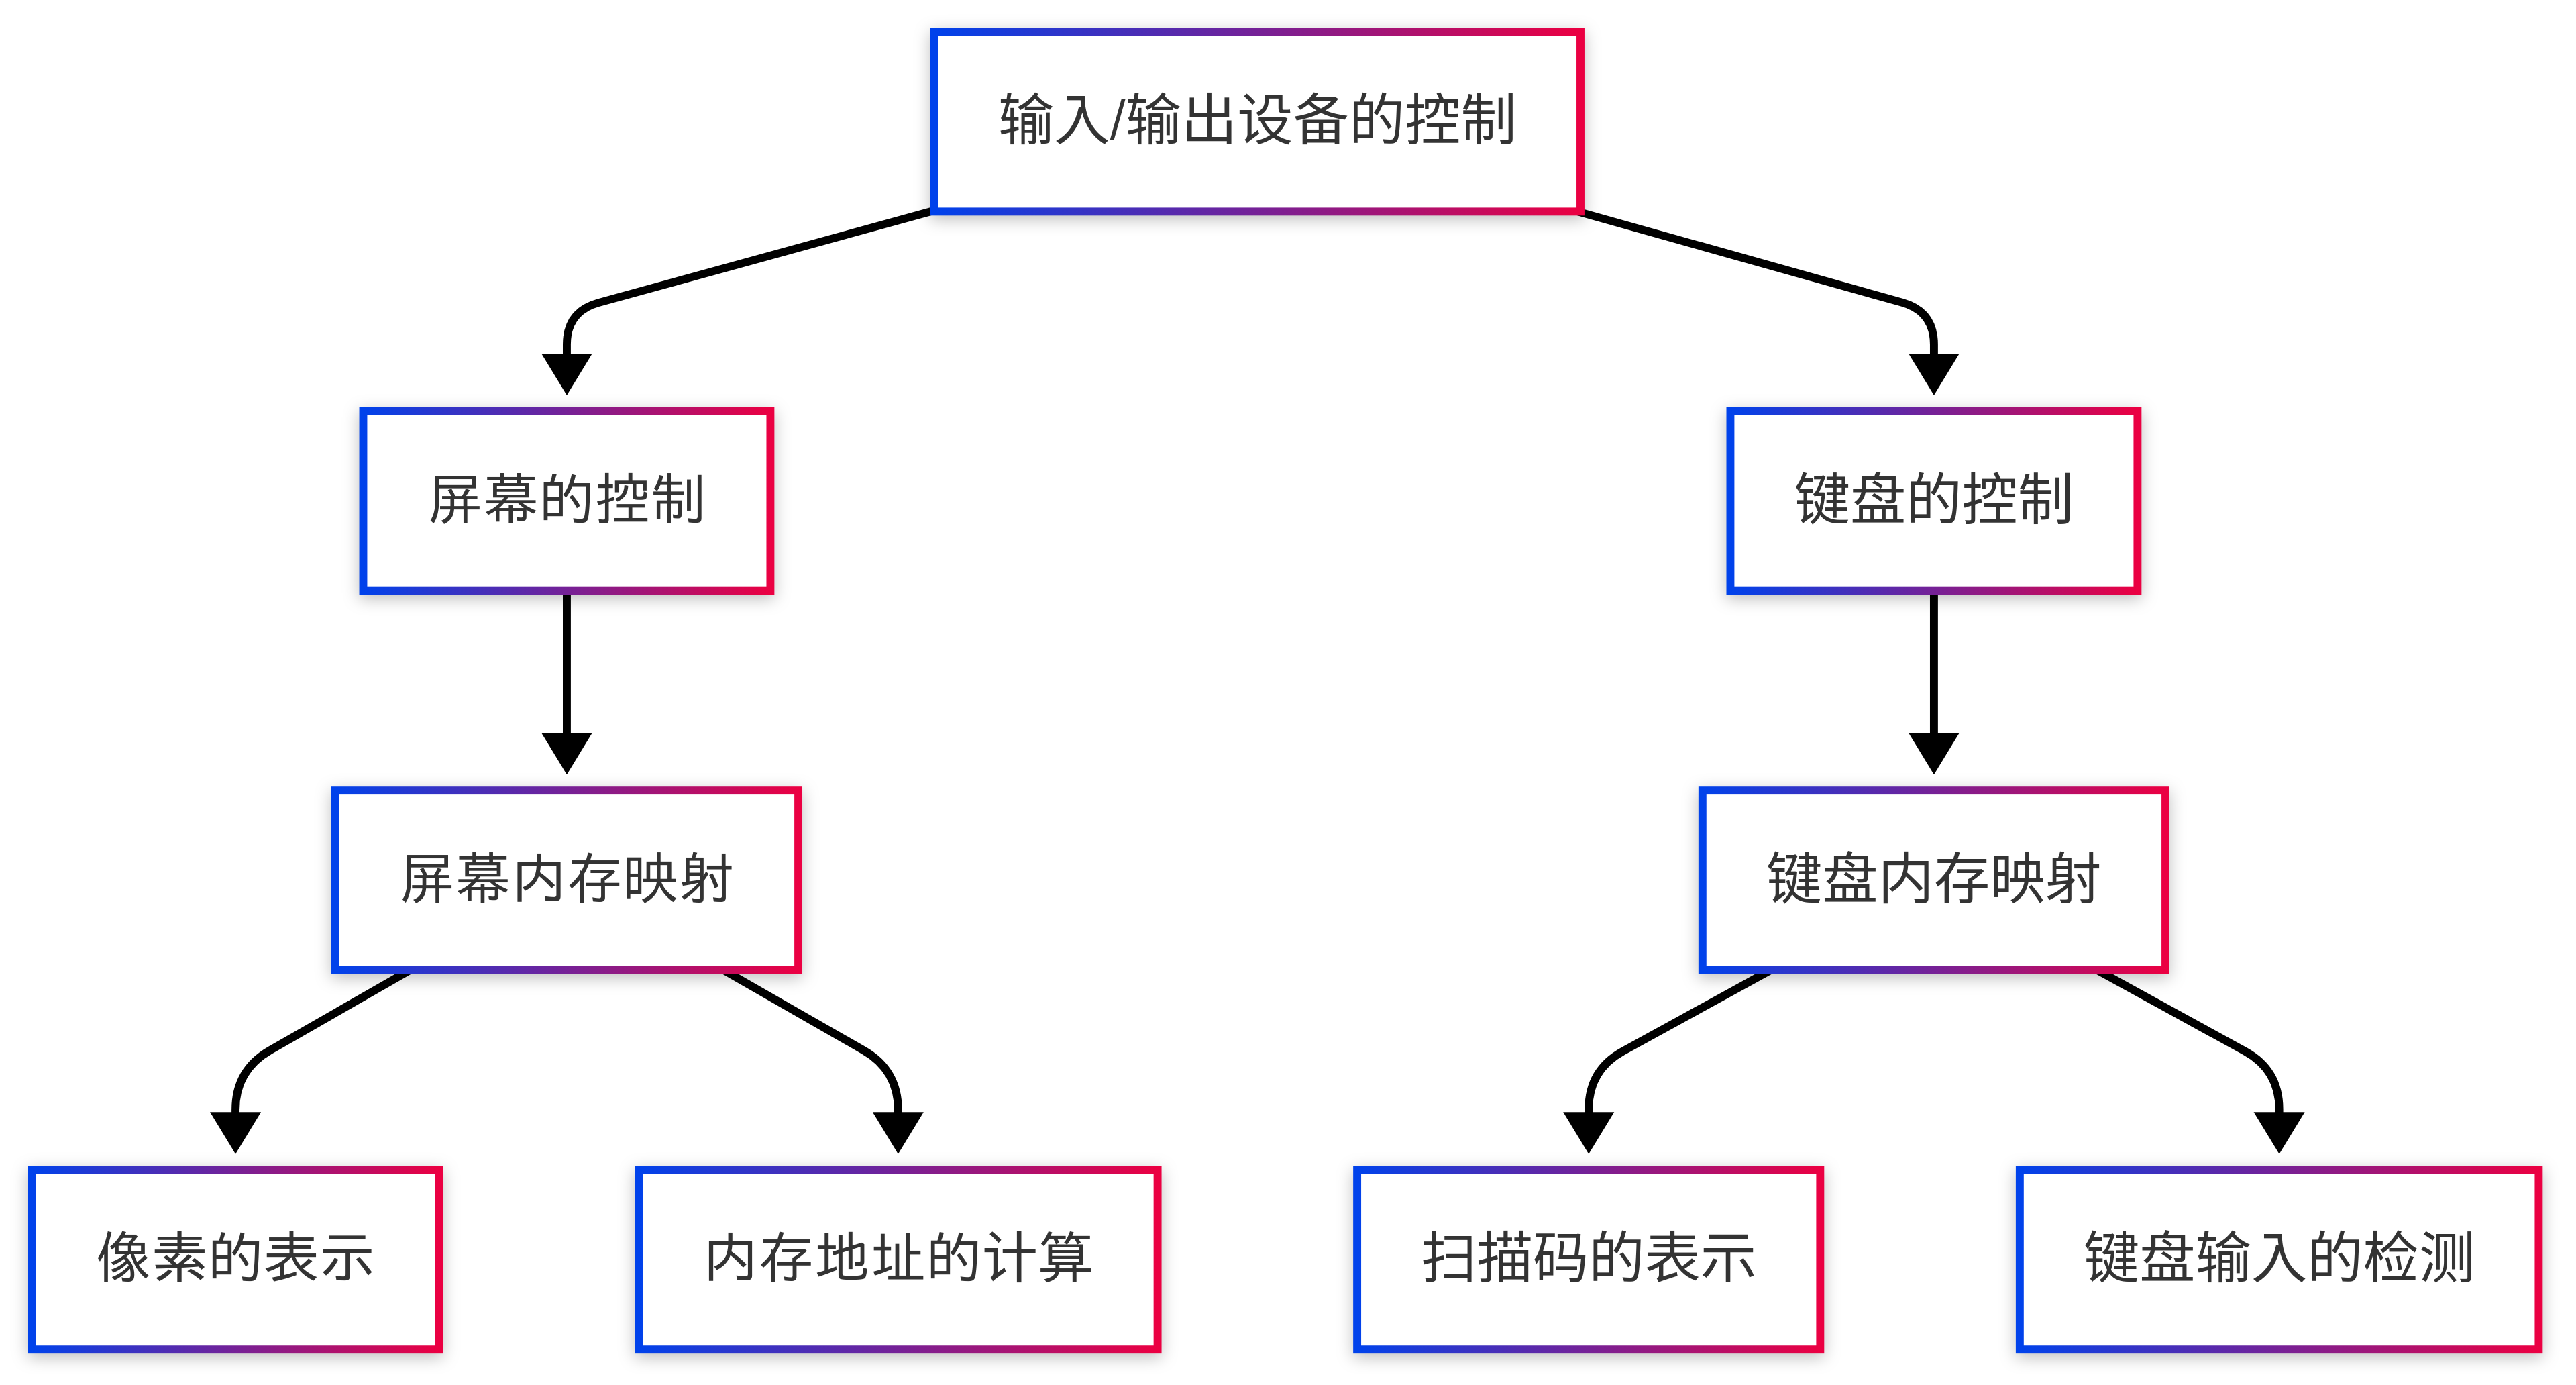 输入/输出设备的控制
屏幕的控制
键盘的控制
屏幕内存映射
键盘内存映射
像素的表示
内存地址的计算
扫描码的表示
键盘输入的检测